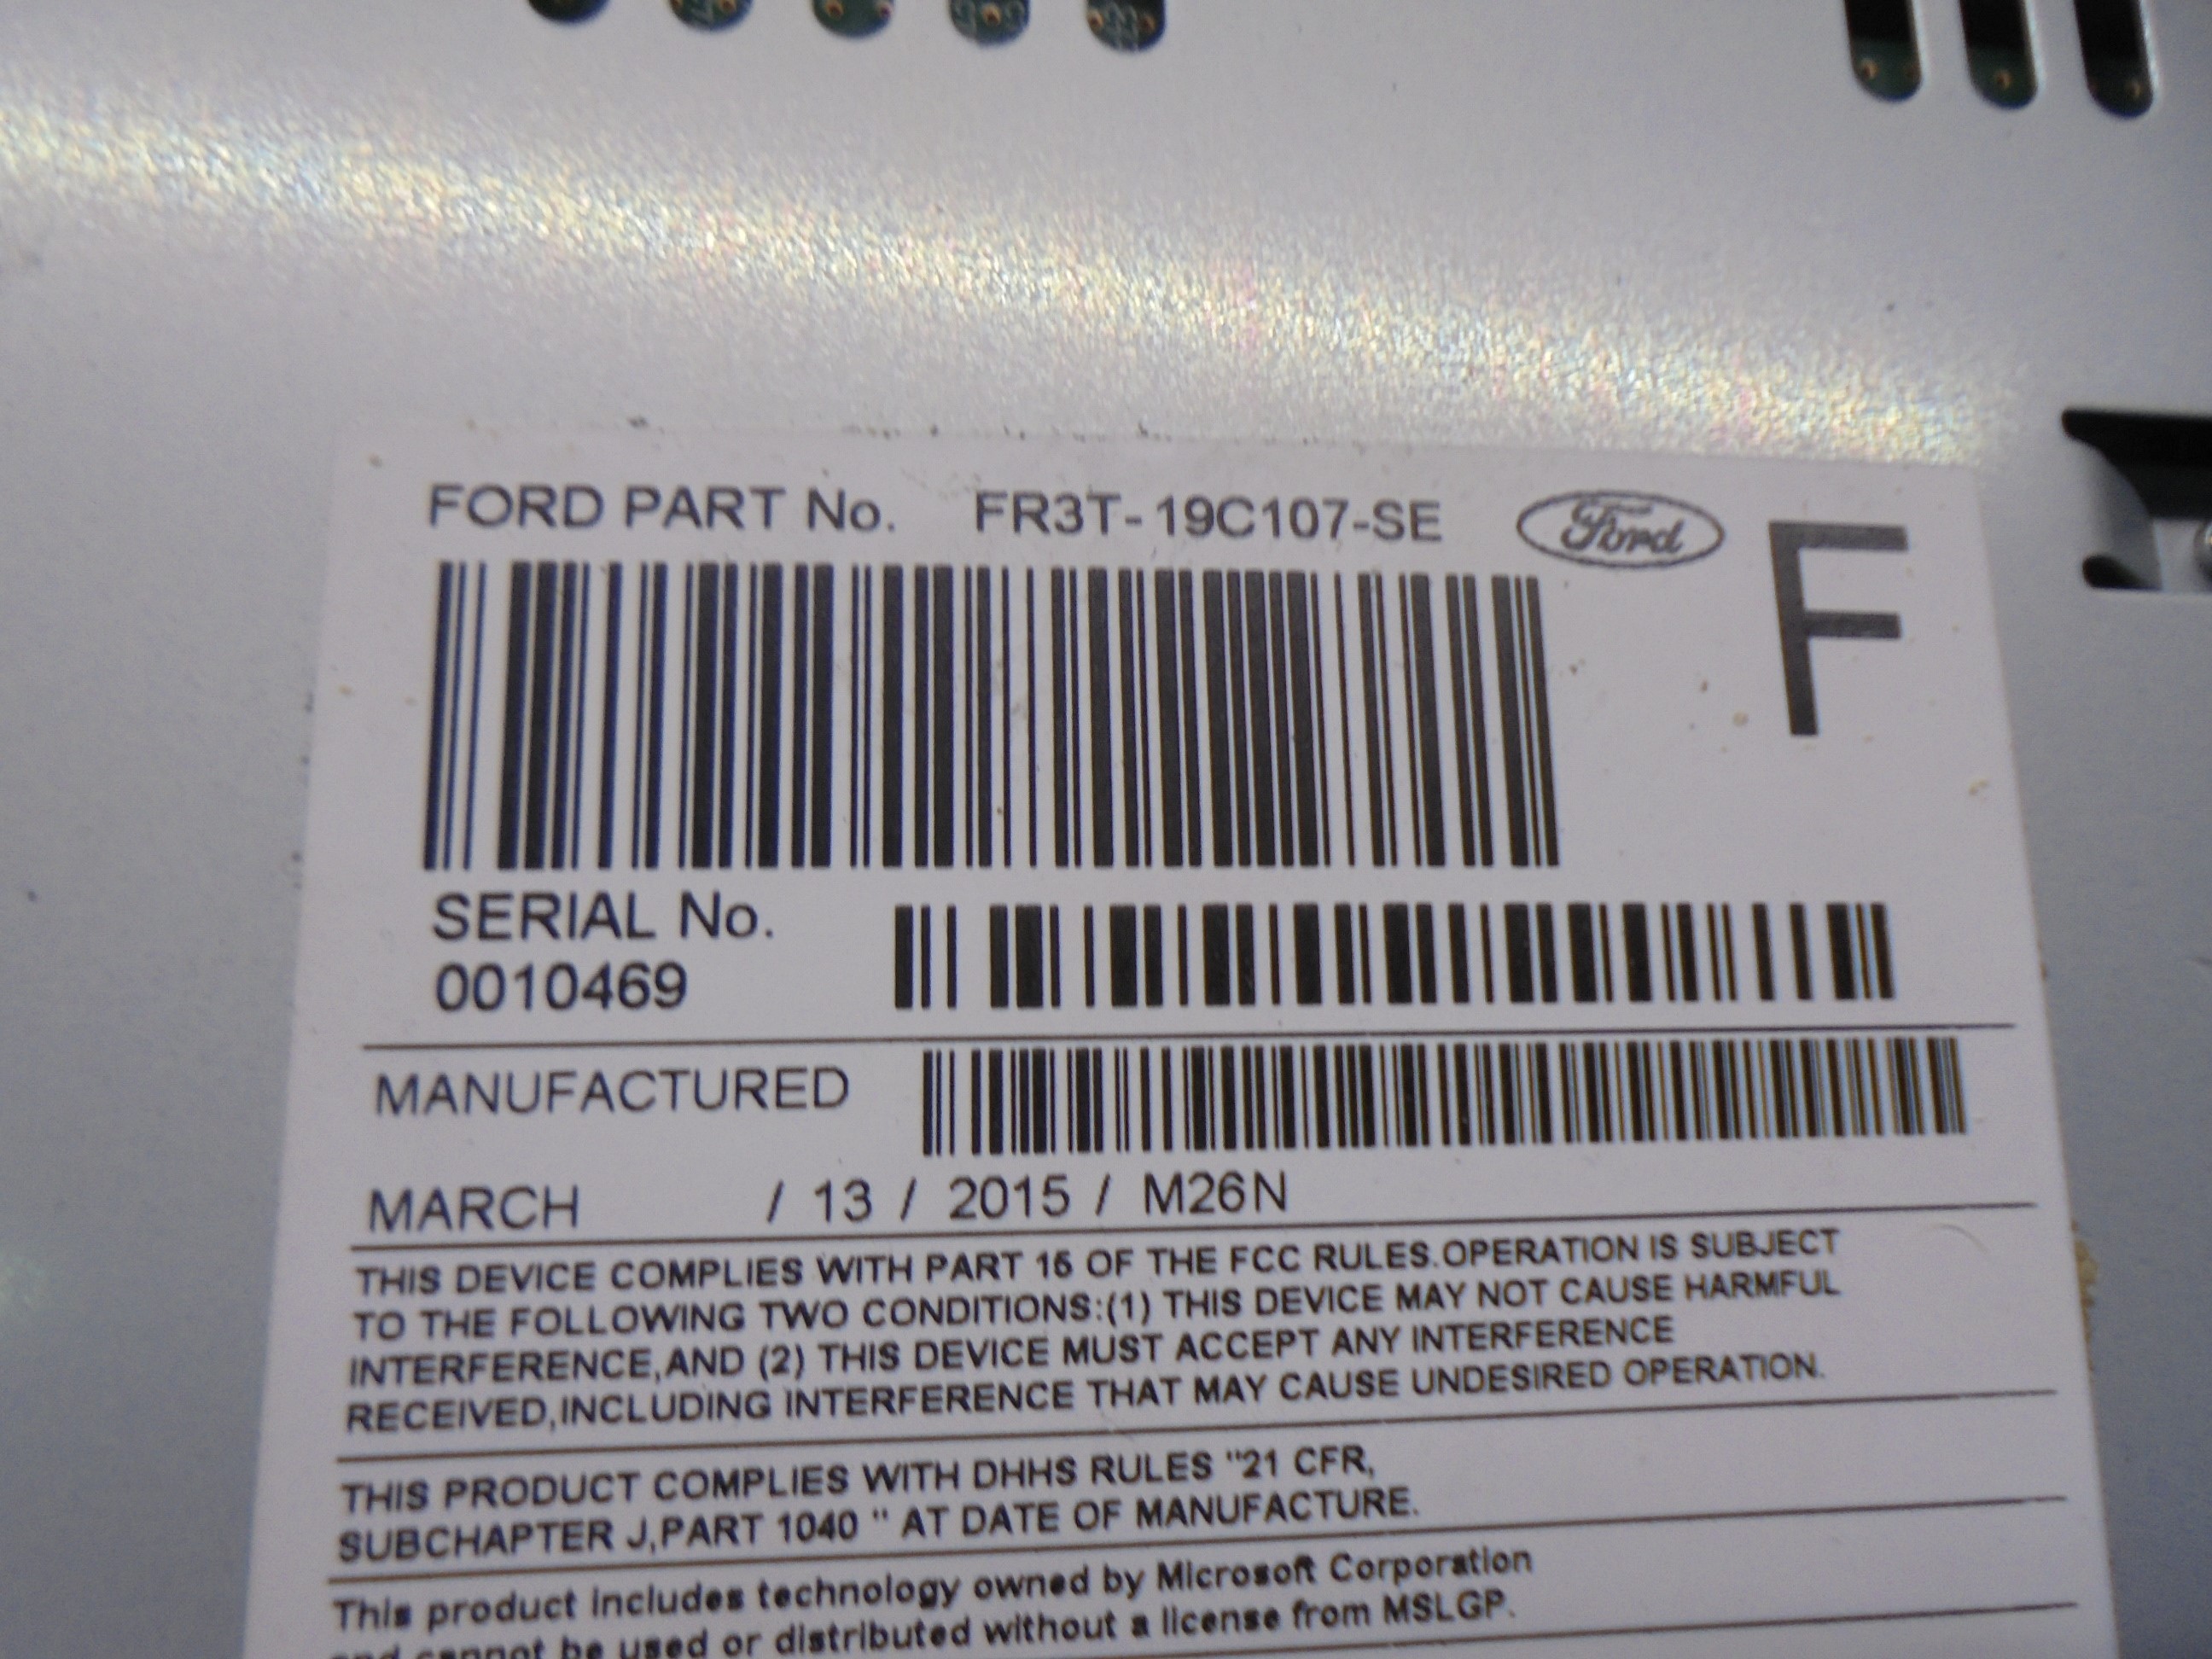 FORD PART No. FR3T-19C107-SE Ford F
SERIAL No.
0010469
MANUFACTURED
MARCH / 13 / 2015 / M26N
THIS DEVICE COMPLIES WITH PART 15 OF THE FCC RULES.OPERATION IS SUBJECT
TO THE FOLLOWING TWO CONDITIONS:(1) THIS DEVICE MAY NOT CAUSE HARMFUL
INTERFERENCE,AND (2) THIS DEVICE MUST ACCEPT ANY INTERFERENCE
RECEIVED,INCLUDING INTERFERENCE THAT MAY CAUSE UNDESIRED OPERATION.
THIS PRODUCT COMPLIES WITH DHHS RULES "21 CFR,
SUBCHAPTER J,PART 1040 " AT DATE OF MANUFACTURE.
This product includes technology owned by Microsoft Corporation
and cannot be used or distributed without a license from MSLGP.